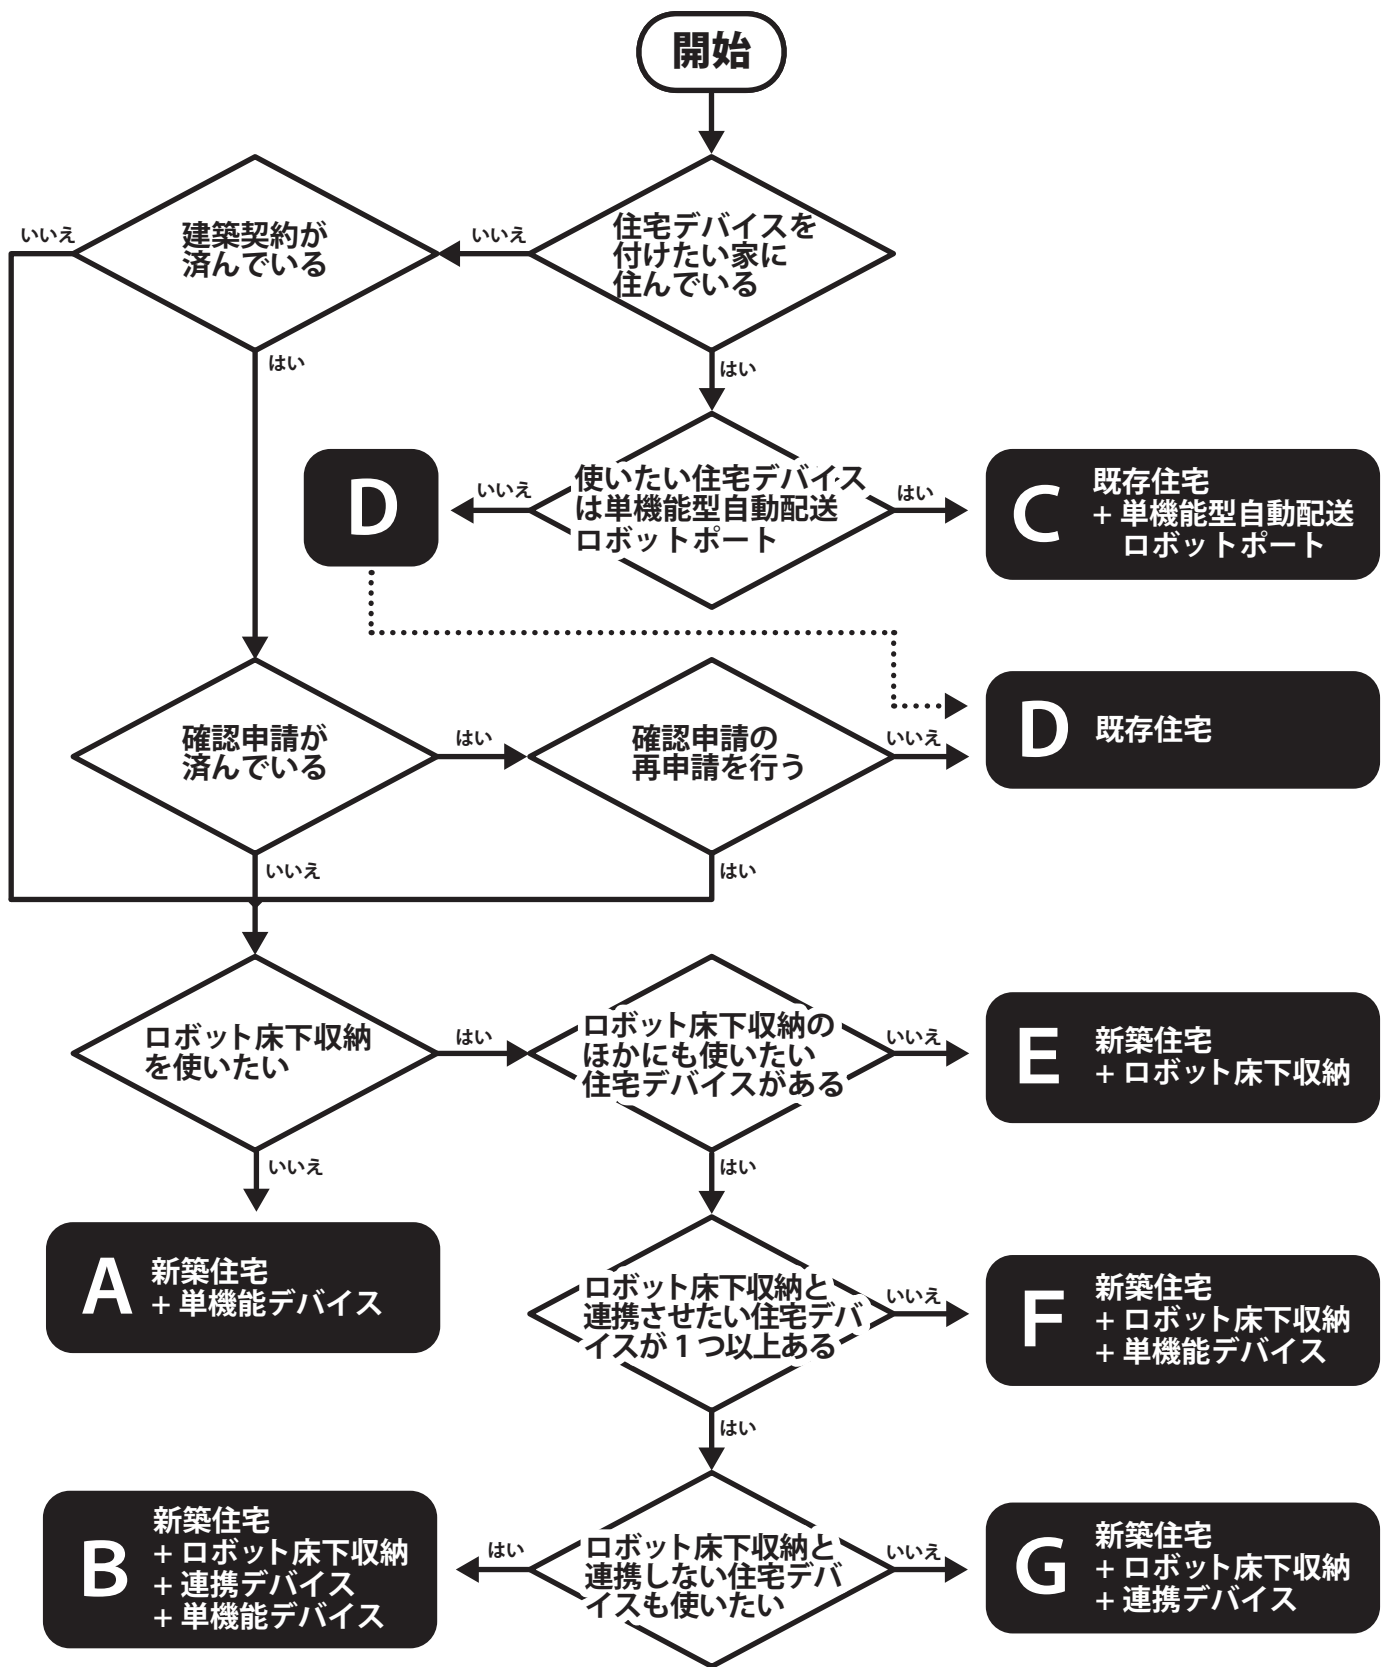 開始
住宅デバイスを
付けたい家に
住んでいる
いいえ
はい
建築契約が
済んでいる
いいえ
はい
使いたい住宅デバイス
は単機能型自動配送
ロボットポート
いいえ
はい
D
C
既存住宅
+ 単機能型自動配送
ロボットポート
確認申請が
済んでいる
はい
いいえ
確認申請の
再申請を行う
いいえ
はい
D
既存住宅
ロボット床下収納
を使いたい
はい
いいえ
ロボット床下収納の
ほかにも使いたい
住宅デバイスがある
いいえ
はい
E
新築住宅
+ ロボット床下収納
A
新築住宅
+ 単機能デバイス
ロボット床下収納と
連携させたい住宅デバ
イスが 1 つ以上ある
いいえ
はい
F
新築住宅
+ ロボット床下収納
+ 単機能デバイス
ロボット床下収納と
連携しない住宅デバ
イスも使いたい
はい
いいえ
B
新築住宅
+ ロボット床下収納
+ 連携デバイス
+ 単機能デバイス
G
新築住宅
+ ロボット床下収納
+ 連携デバイス